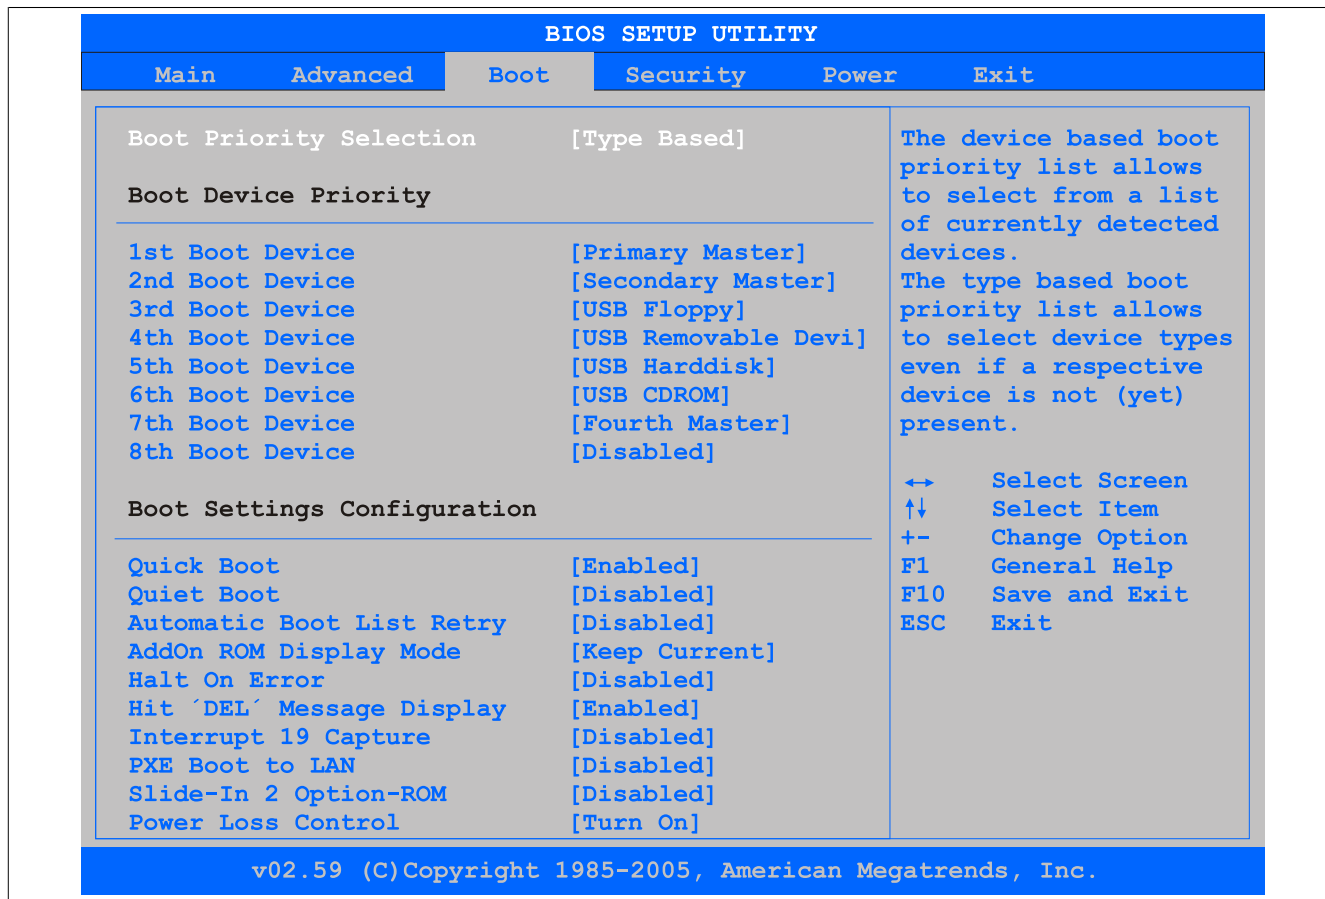 BIOS SETUP UTILITY
Main Advanced Boot Security Power Exit
Boot Priority Selection [Type Based]
Boot Device Priority
1st Boot Device [Primary Master]
2nd Boot Device [Secondary Master]
3rd Boot Device [USB Floppy]
4th Boot Device [USB Removable Devi]
5th Boot Device [USB Harddisk]
6th Boot Device [USB CDROM]
7th Boot Device [Fourth Master]
8th Boot Device [Disabled]
Boot Settings Configuration
Quick Boot [Enabled]
Quiet Boot [Disabled]
Automatic Boot List Retry [Disabled]
AddOn ROM Display Mode [Keep Current]
Halt On Error [Disabled]
Hit ´DEL´ Message Display [Enabled]
Interrupt 19 Capture [Disabled]
PXE Boot to LAN [Disabled]
Slide-In 2 Option-ROM [Disabled]
Power Loss Control [Turn On]
The device based boot
priority list allows
to select from a list
of currently detected
devices.
The type based boot
priority list allows
to select device types
even if a respective
device is not (yet)
present.
↔ Select Screen
↑↓ Select Item
+- Change Option
F1 General Help
F10 Save and Exit
ESC Exit
v02.59 (C)Copyright 1985-2005, American Megatrends, Inc.